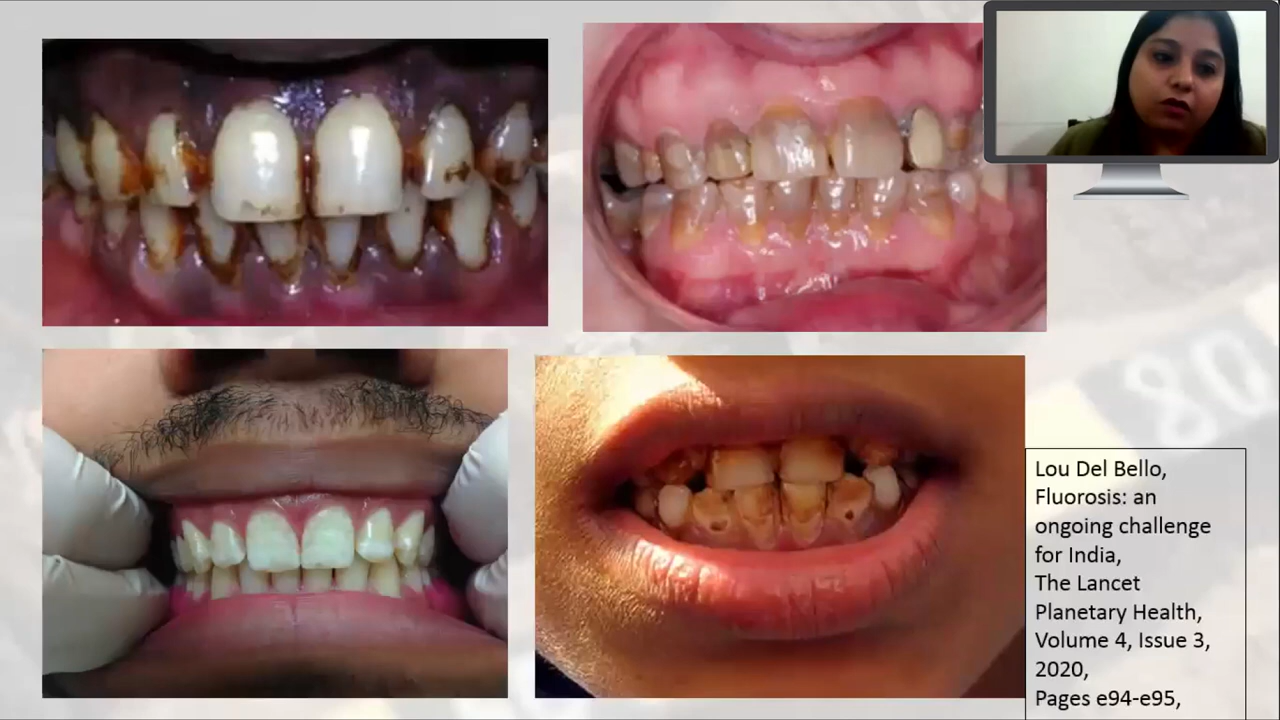 Lou Del Bello,
Fluorosis: an
ongoing challenge
for India,
The Lancet
Planetary Health,
Volume 4, Issue 3,
2020,
Pages e94-e95,
80